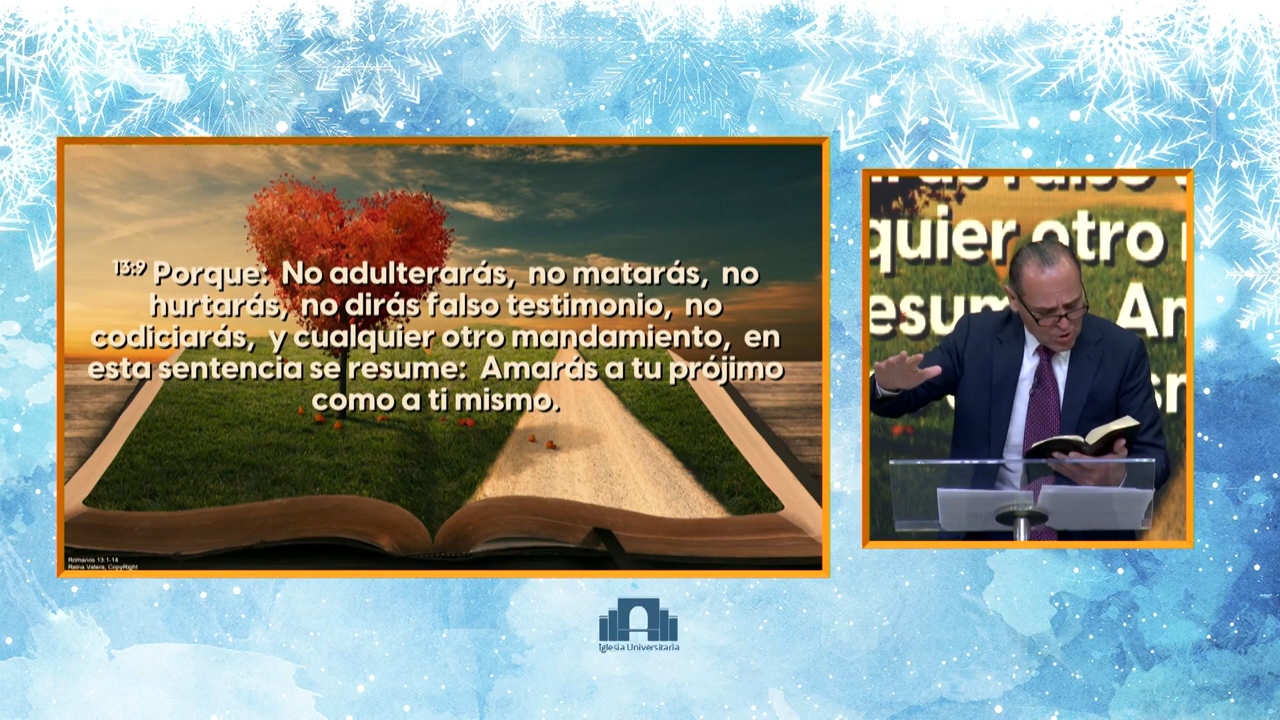 13:9 Porque: No adulterarás, no matarás, no
hurtarás, no dirás falso testimonio, no
codiciarás, y cualquier otro mandamiento, en
esta sentencia se resume: Amarás a tu prójimo
como a ti mismo.
Romanos 13:1-14
Reina Valera, CopyRight
quier otro
esum Am
Iglesia Universitaria